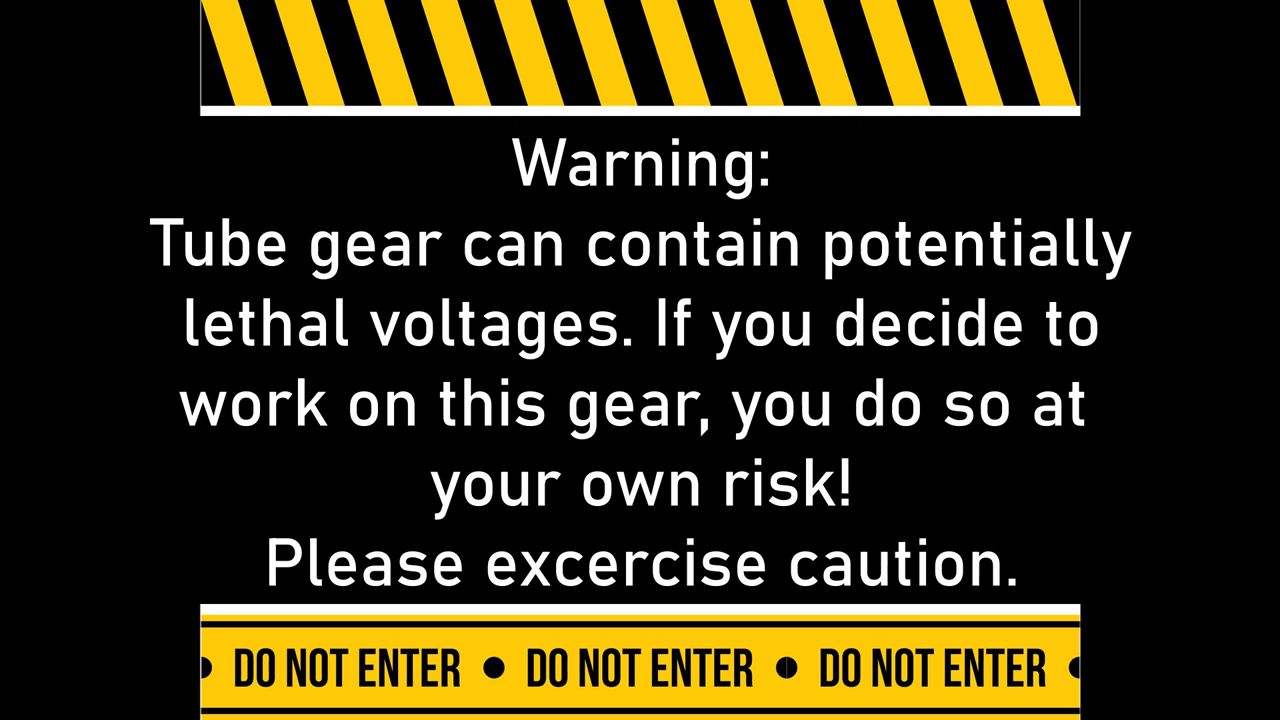 Warning:
Tube gear can contain potentially
lethal voltages. If you decide to
work on this gear, you do so at
your own risk!
Please excercise caution.
DO NOT ENTER ● DO NOT ENTER ● DO NOT ENTER